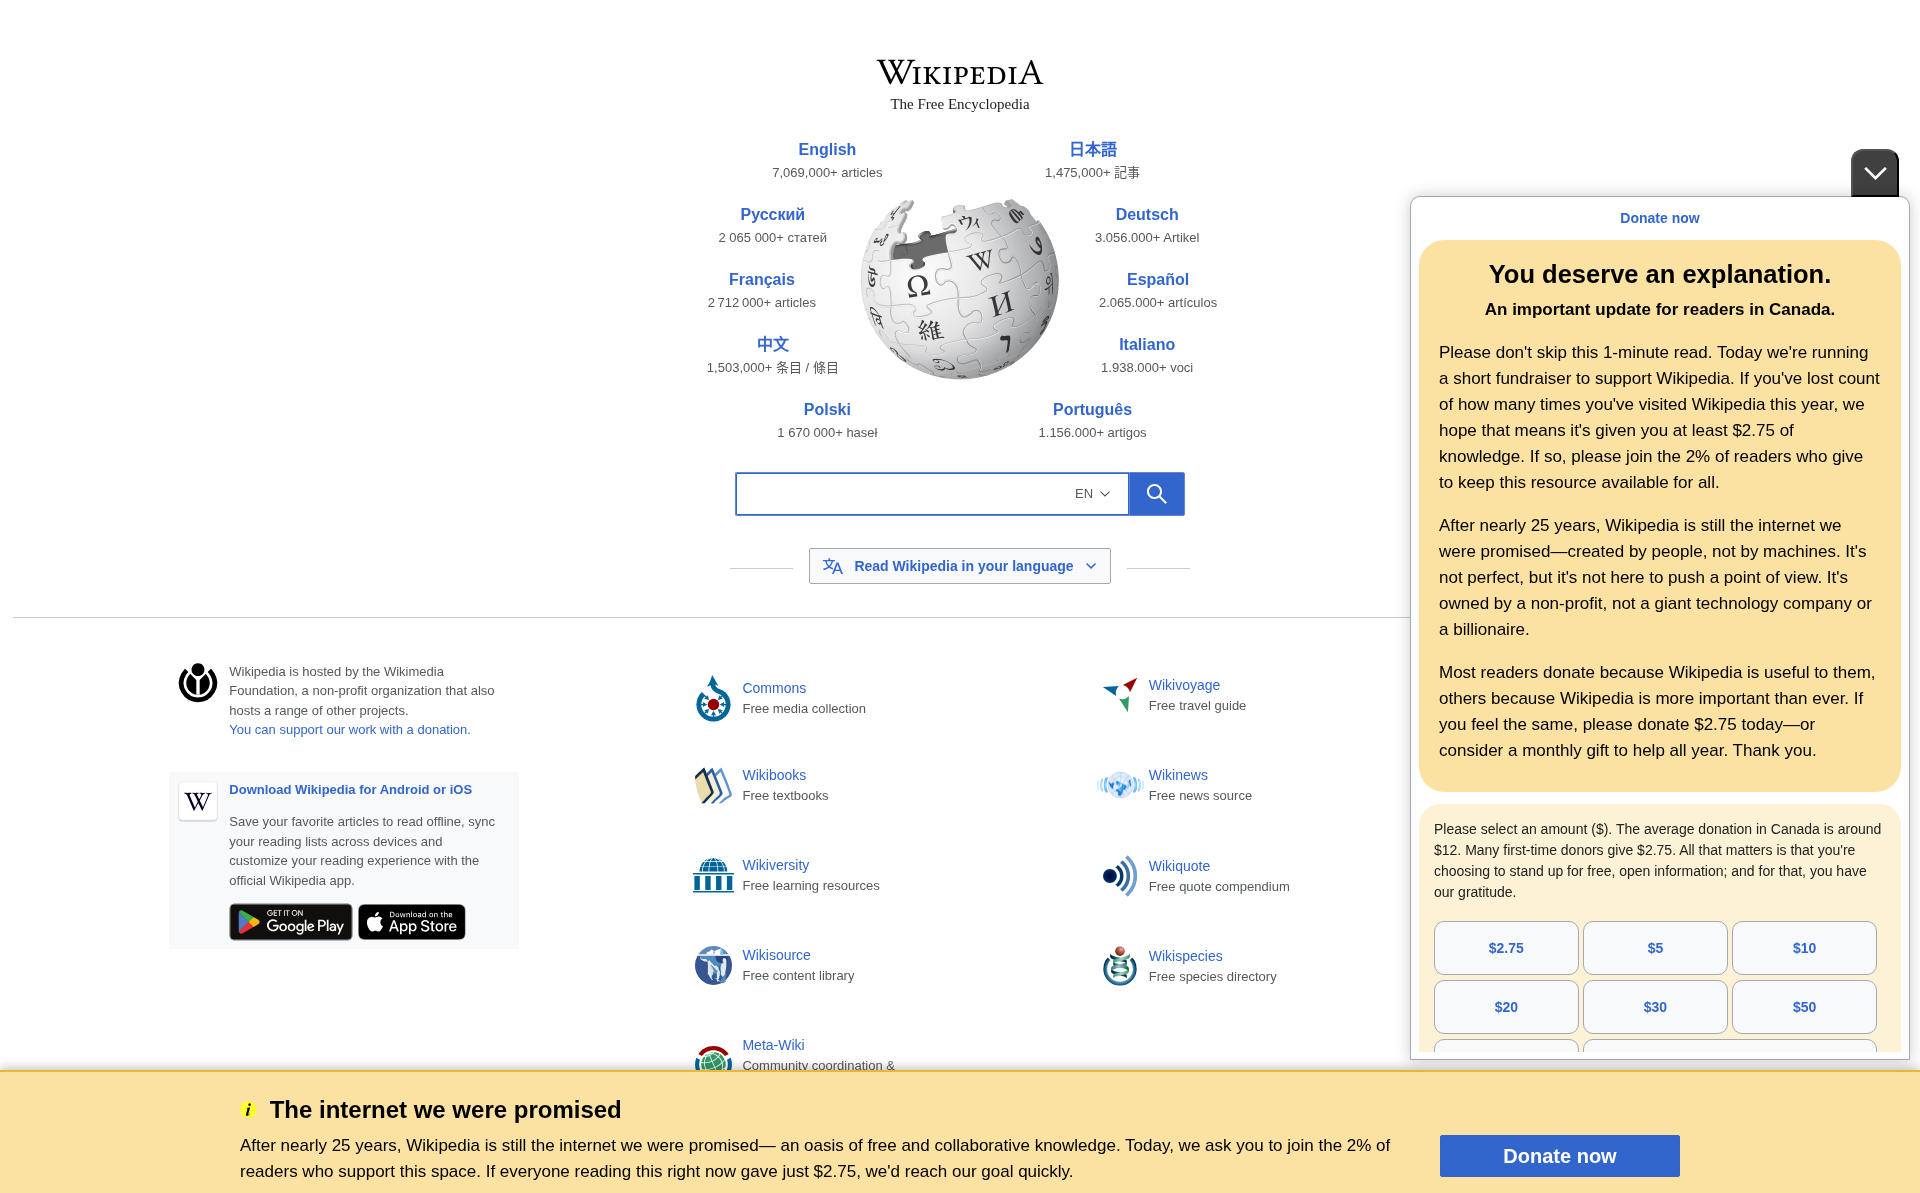 WIKIPEDIA
The Free Encyclopedia
English
7,069,000+ articles
日本語
1,475,000+ 記事
Русский
2 065 000+ статей
Deutsch
3.056.000+ Artikel
Français
2 712 000+ articles
Español
2.065.000+ artículos
中文
1,503,000+ 条目 / 條目
Italiano
1.938.000+ voci
Polski
1 670 000+ haseł
Português
1.156.000+ artigos
EN
Read Wikipedia in your language
Wikipedia is hosted by the Wikimedia
Foundation, a non-profit organization that also
hosts a range of other projects.
You can support our work with a donation.
Download Wikipedia for Android or iOS
Save your favorite articles to read offline, sync
your reading lists across devices and
customize your reading experience with the
official Wikipedia app.
GET IT ON
Google Play
Download on the
App Store
Commons
Free media collection
Wikivoyage
Free travel guide
Wikibooks
Free textbooks
Wikinews
Free news source
Wikiversity
Free learning resources
Wikiquote
Free quote compendium
Wikisource
Free content library
Wikispecies
Free species directory
Meta-Wiki
Community coordination &
Donate now
You deserve an explanation.
An important update for readers in Canada.
Please don't skip this 1-minute read. Today we're running
a short fundraiser to support Wikipedia. If you've lost count
of how many times you've visited Wikipedia this year, we
hope that means it's given you at least $2.75 of
knowledge. If so, please join the 2% of readers who give
to keep this resource available for all.
After nearly 25 years, Wikipedia is still the internet we
were promised—created by people, not by machines. It's
not perfect, but it's not here to push a point of view. It's
owned by a non-profit, not a giant technology company or
a billionaire.
Most readers donate because Wikipedia is useful to them,
others because Wikipedia is more important than ever. If
you feel the same, please donate $2.75 today—or
consider a monthly gift to help all year. Thank you.
Please select an amount ($). The average donation in Canada is around
$12. Many first-time donors give $2.75. All that matters is that you're
choosing to stand up for free, open information; and for that, you have
our gratitude.
$2.75
$5
$10
$20
$30
$50
The internet we were promised
After nearly 25 years, Wikipedia is still the internet we were promised— an oasis of free and collaborative knowledge. Today, we ask you to join the 2% of
readers who support this space. If everyone reading this right now gave just $2.75, we'd reach our goal quickly.
Donate now